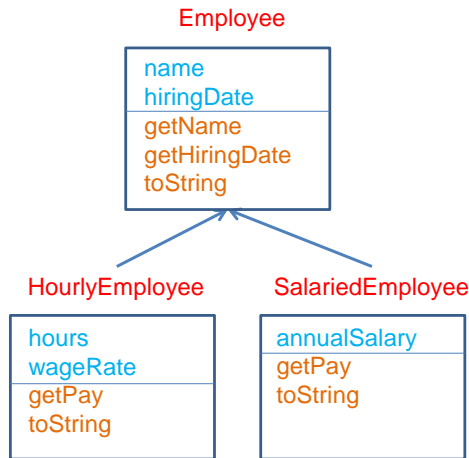 Employee
name
hiringDate
getName
getHiringDate
toString
HourlyEmployee
hours
wageRate
getPay
toString
SalariedEmployee
annualSalary
getPay
toString